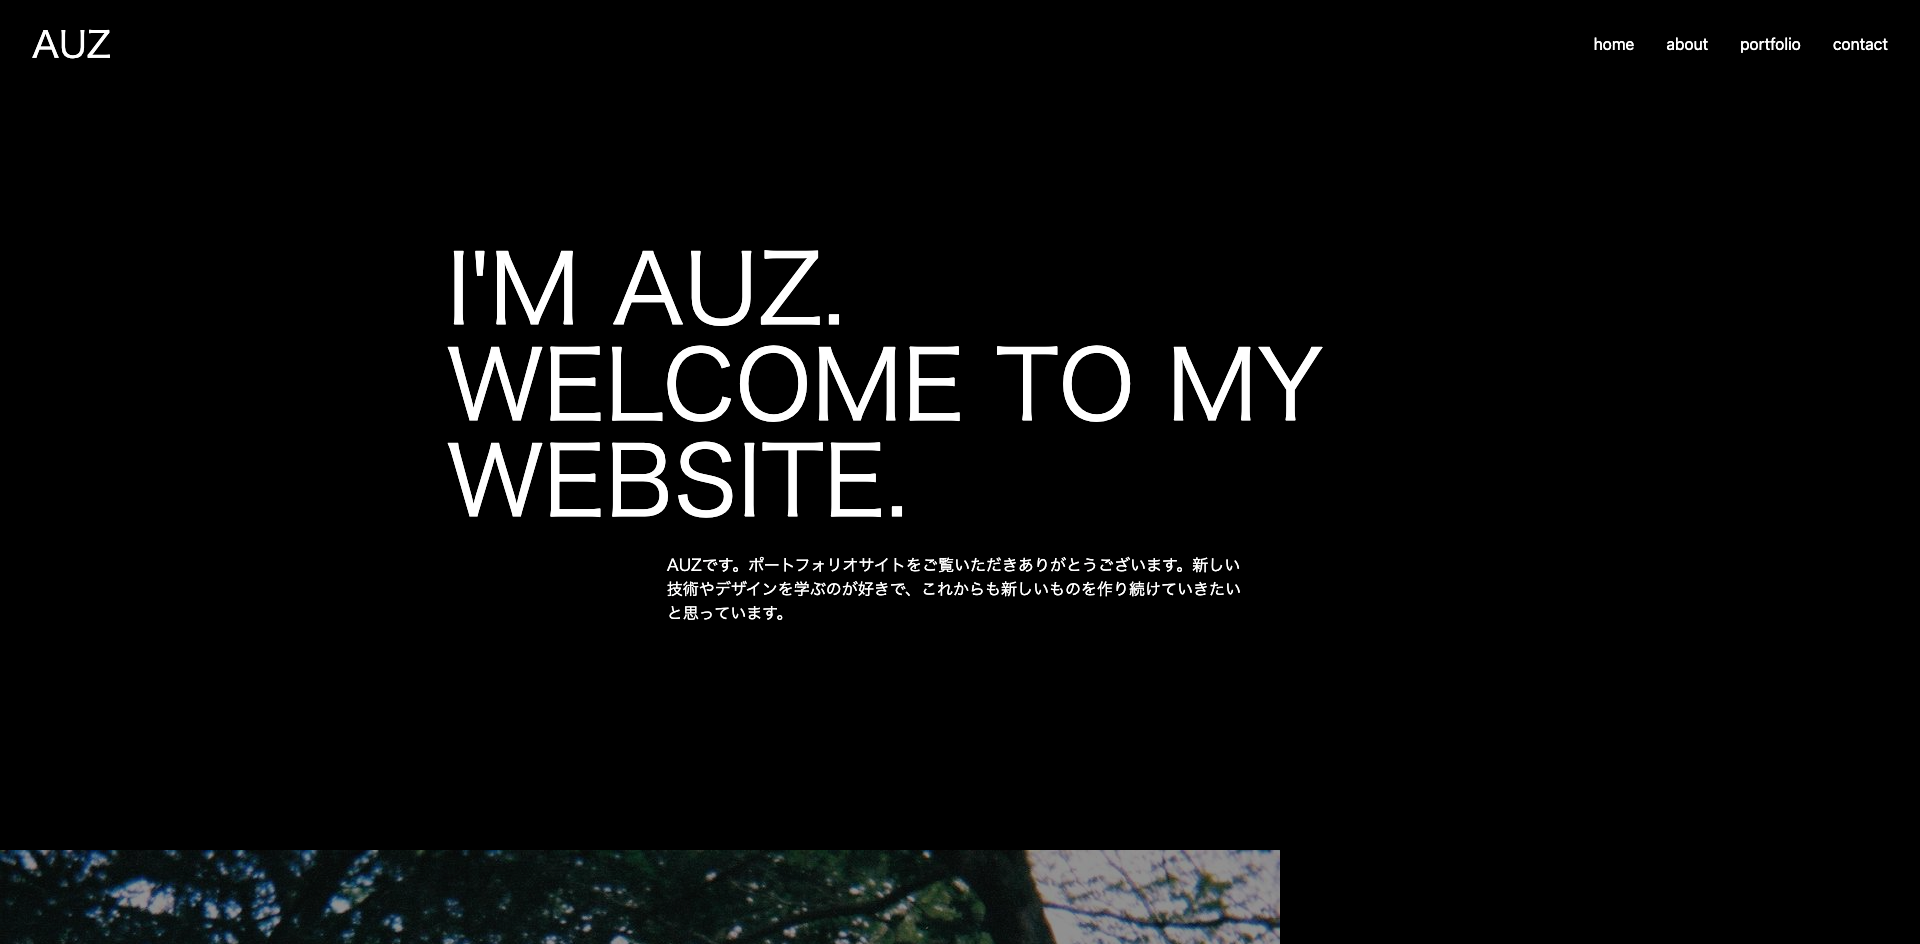 AUZ
home about portfolio contact
I'M AUZ.
WELCOME TO MY
WEBSITE.
AUZです。ポートフォリオサイトをご覧いただきありがとうございます。新しい
技術やデザインを学ぶのが好きで、これからも新しいものを作り続けていきたい
と思っています。